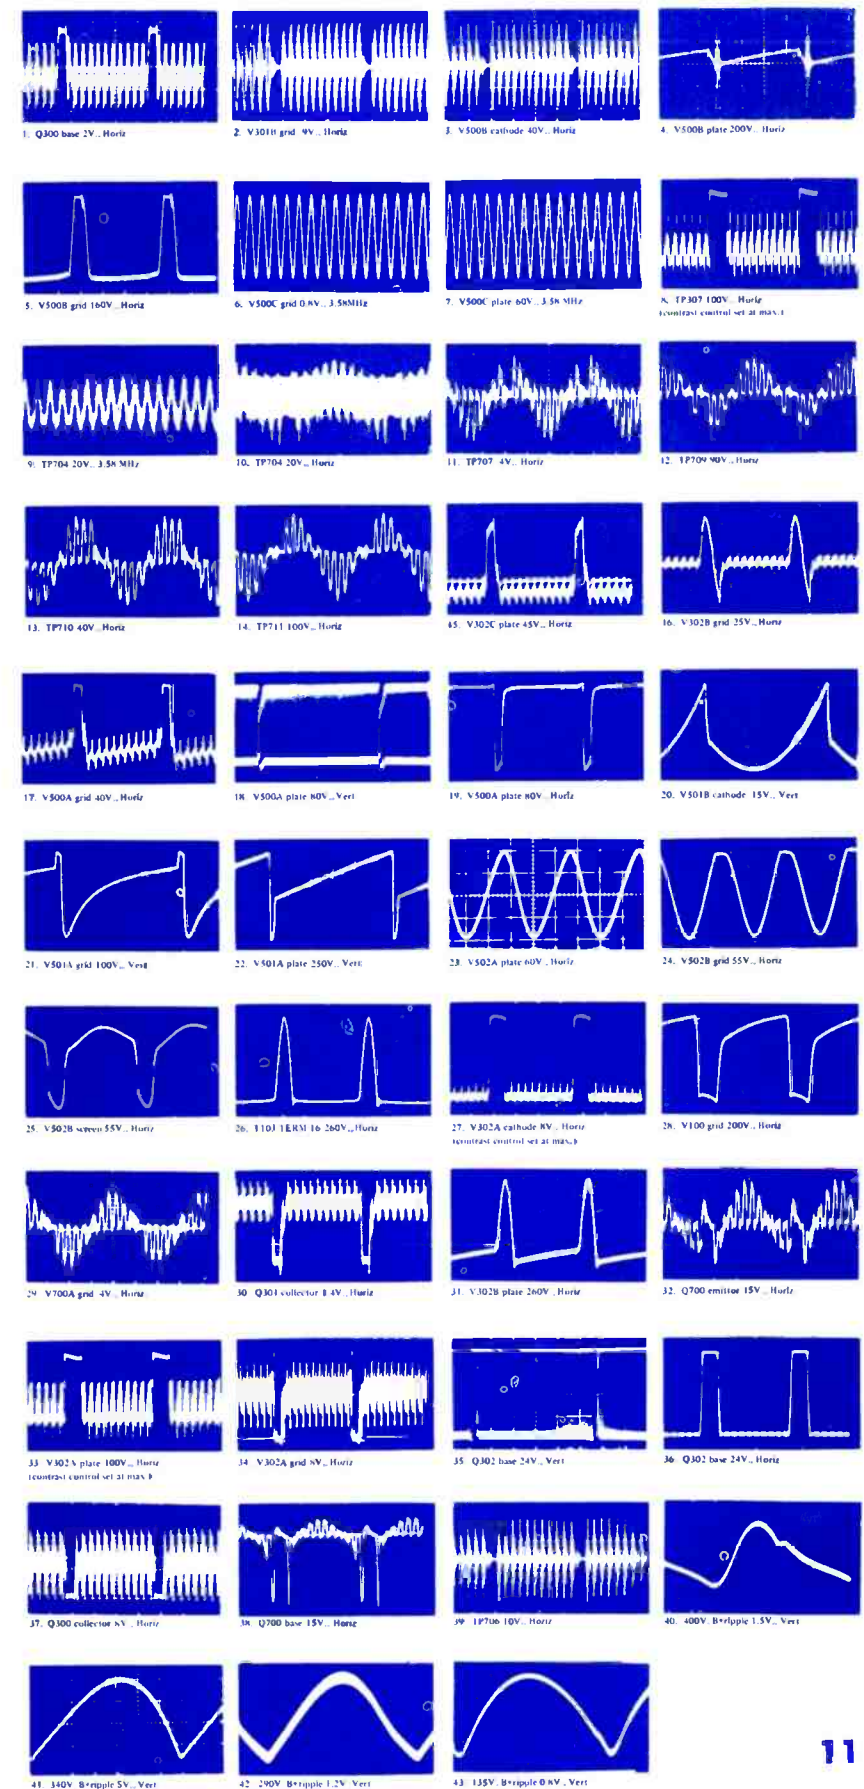 1. Q300 base 2V., Horiz
2. V301B grid 9V., Horiz
3. V500B cathode 40V., Horiz
4. V500B plate 200V., Horiz
5. V500B grid 160V., Horiz
6. V500C grid 0.8V., 3.58MHz
7. V500C plate 60V., 3.58 MHz
8. TP307 100V., Horiz
(contrast control set at max.)
9. TP704 20V., 3.58 MHz
10. TP704 20V., Horiz
11. TP707 4V., Horiz
12. TP709 90V., Horiz
13. TP710 40V., Horiz
14. TP711 100V., Horiz
15. V302C plate 45V., Horiz
16. V302B grid 25V., Horiz
17. V500A grid 40V., Horiz
18. V500A plate 80V., Vert
19. V500A plate 80V., Horiz
20. V501B cathode 15V., Vert
21. V501A grid 100V., Vert
22. V501A plate 250V., Vert
23. V502A plate 60V., Horiz
24. V502B grid 55V., Horiz
25. V502B screen 55V., Horiz
26. T103 TERM 16 260V., Horiz
27. V302A cathode 8V., Horiz
(contrast control set at max.)
28. V100 grid 200V., Horiz
29. V700A grid 4V., Horiz
30. Q301 collector 8.4V., Horiz
31. V302B plate 260V., Horiz
32. Q700 emittor 15V., Horiz
33. V302A plate 100V., Horiz
(contrast control set at max.)
34. V302A grid 8V., Horiz
35. Q302 base 24V., Vert
36. Q302 base 24V., Horiz
37. Q300 collector 8V., Horiz
38. Q700 base 15V., Horiz
39. TP706 10V., Horiz
40. 400V. B+ripple 1.5V., Vert
41. 340V. B+ripple 5V., Vert
42. 290V. B+ripple 1.2V. Vert
43. 135V. B+ripple 0.8V., Vert
11